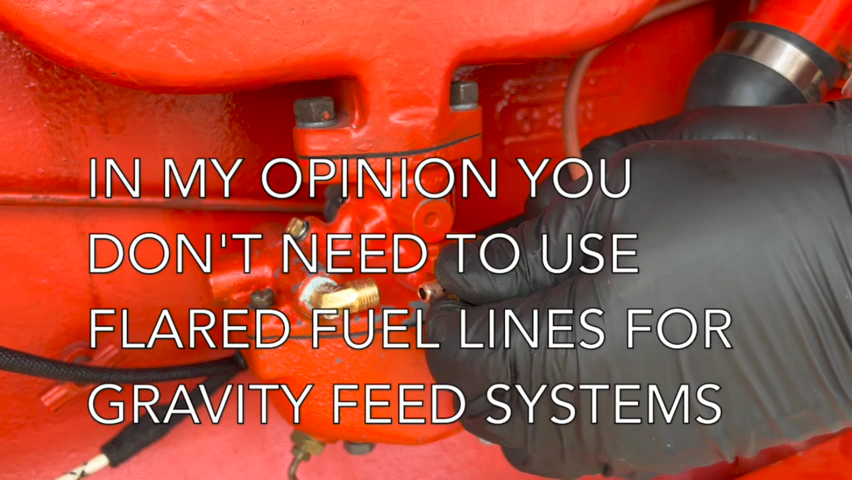 IN MY OPINION YOU
DON'T NEED TO USE
FLARED FUEL LINES FOR
GRAVITY FEED SYSTEMS